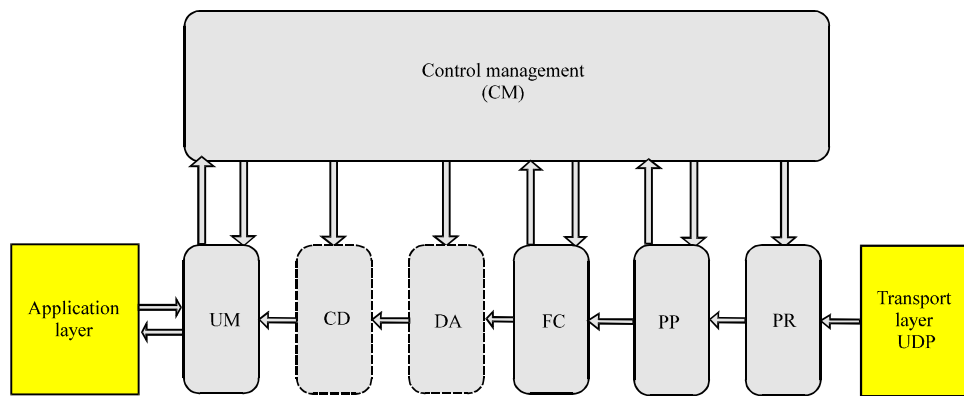 Control management
(CM)
Application
layer
UM
CD
DA
FC
PP
PR
Transport
layer
UDP